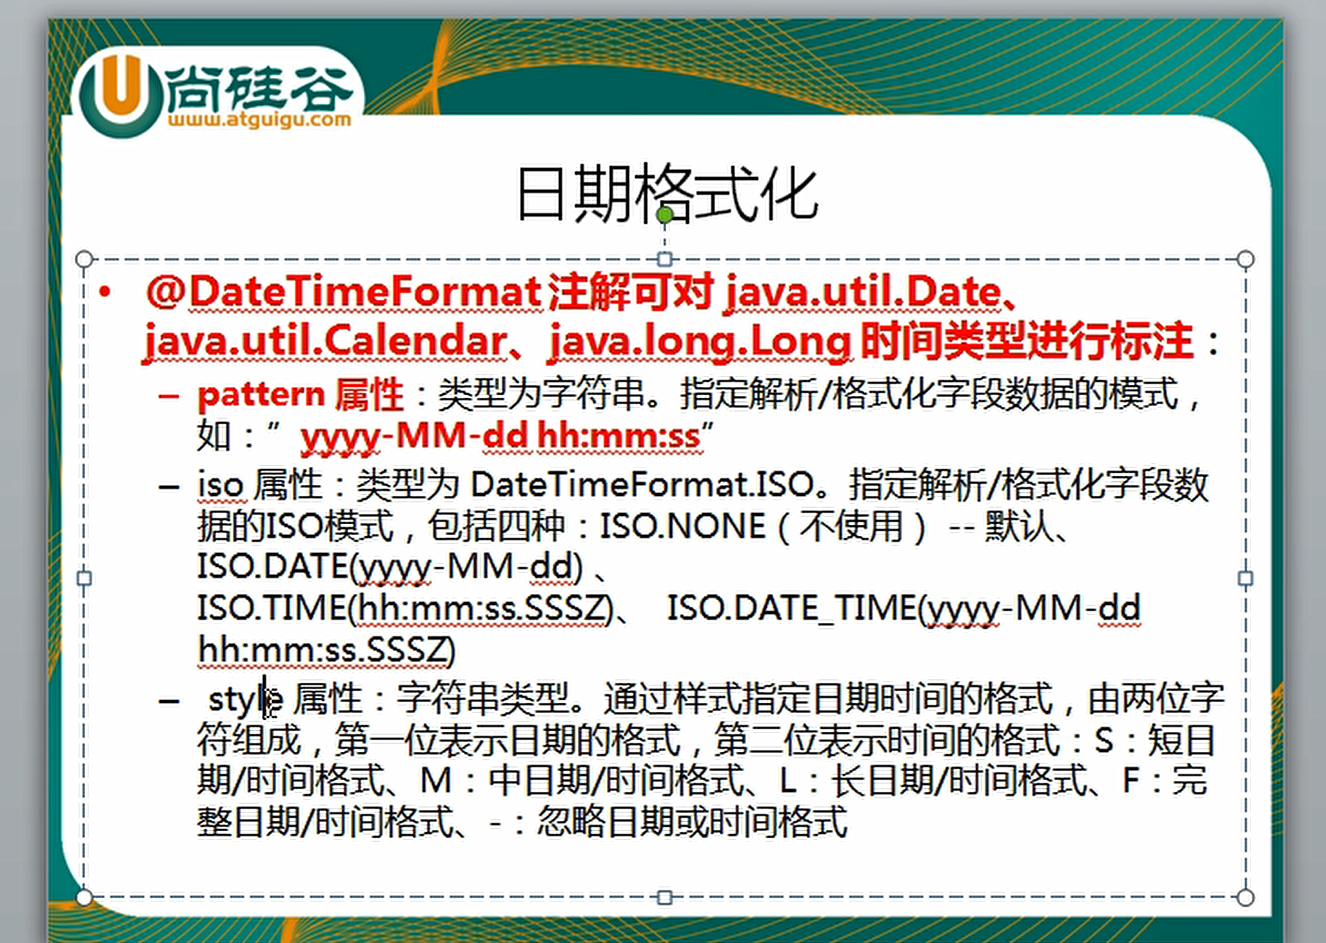 尚硅谷
www.atguigu.com
日期格式化
• @DateTimeFormat 注解可对 java.util.Date、
java.util.Calendar、java.long.Long 时间类型进行标注：
– pattern 属性：类型为字符串。指定解析/格式化字段数据的模式，
如：” yyyy-MM-dd hh:mm:ss”
– iso 属性：类型为 DateTimeFormat.ISO。指定解析/格式化字段数
据的ISO模式，包括四种：ISO.NONE（不使用） -- 默认、
ISO.DATE(yyyy-MM-dd) 、
ISO.TIME(hh:mm:ss.SSSZ)、 ISO.DATE_TIME(yyyy-MM-dd
hh:mm:ss.SSSZ)
– style 属性：字符串类型。通过样式指定日期时间的格式，由两位字
符组成，第一位表示日期的格式，第二位表示时间的格式：S：短日
期/时间格式、M：中日期/时间格式、L：长日期/时间格式、F：完
整日期/时间格式、-：忽略日期或时间格式